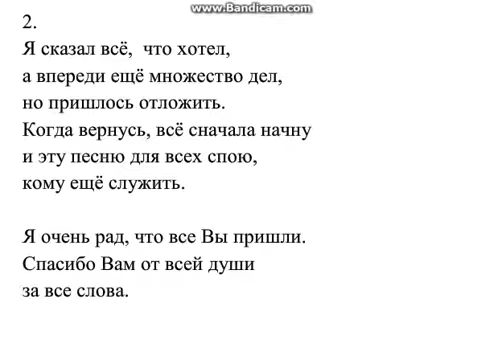 www.Bandicam.com
2.
Я сказал всё,  что хотел,
а впереди ещё множество дел,
но пришлось отложить.
Когда вернусь, всё сначала начну
и эту песню для всех спою,
кому ещё служить.
Я очень рад, что все Вы пришли.
Спасибо Вам от всей души
за все слова.